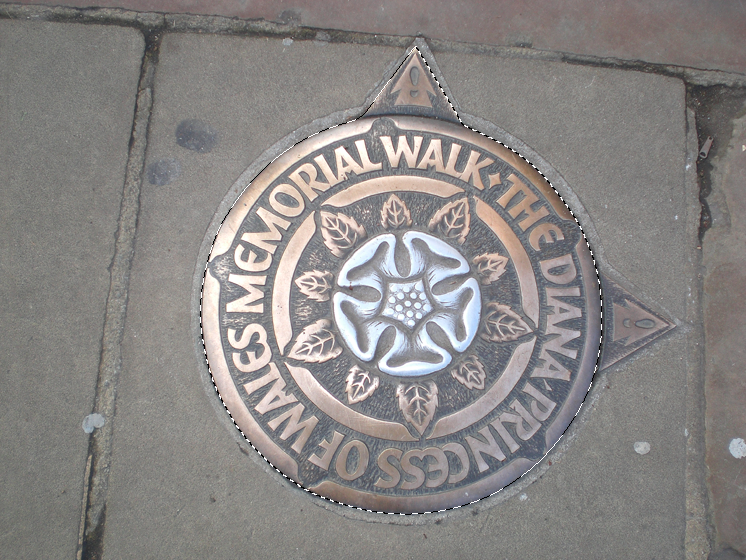 THE DIANA · PRINCESS OF WALES MEMORIAL WALK ·